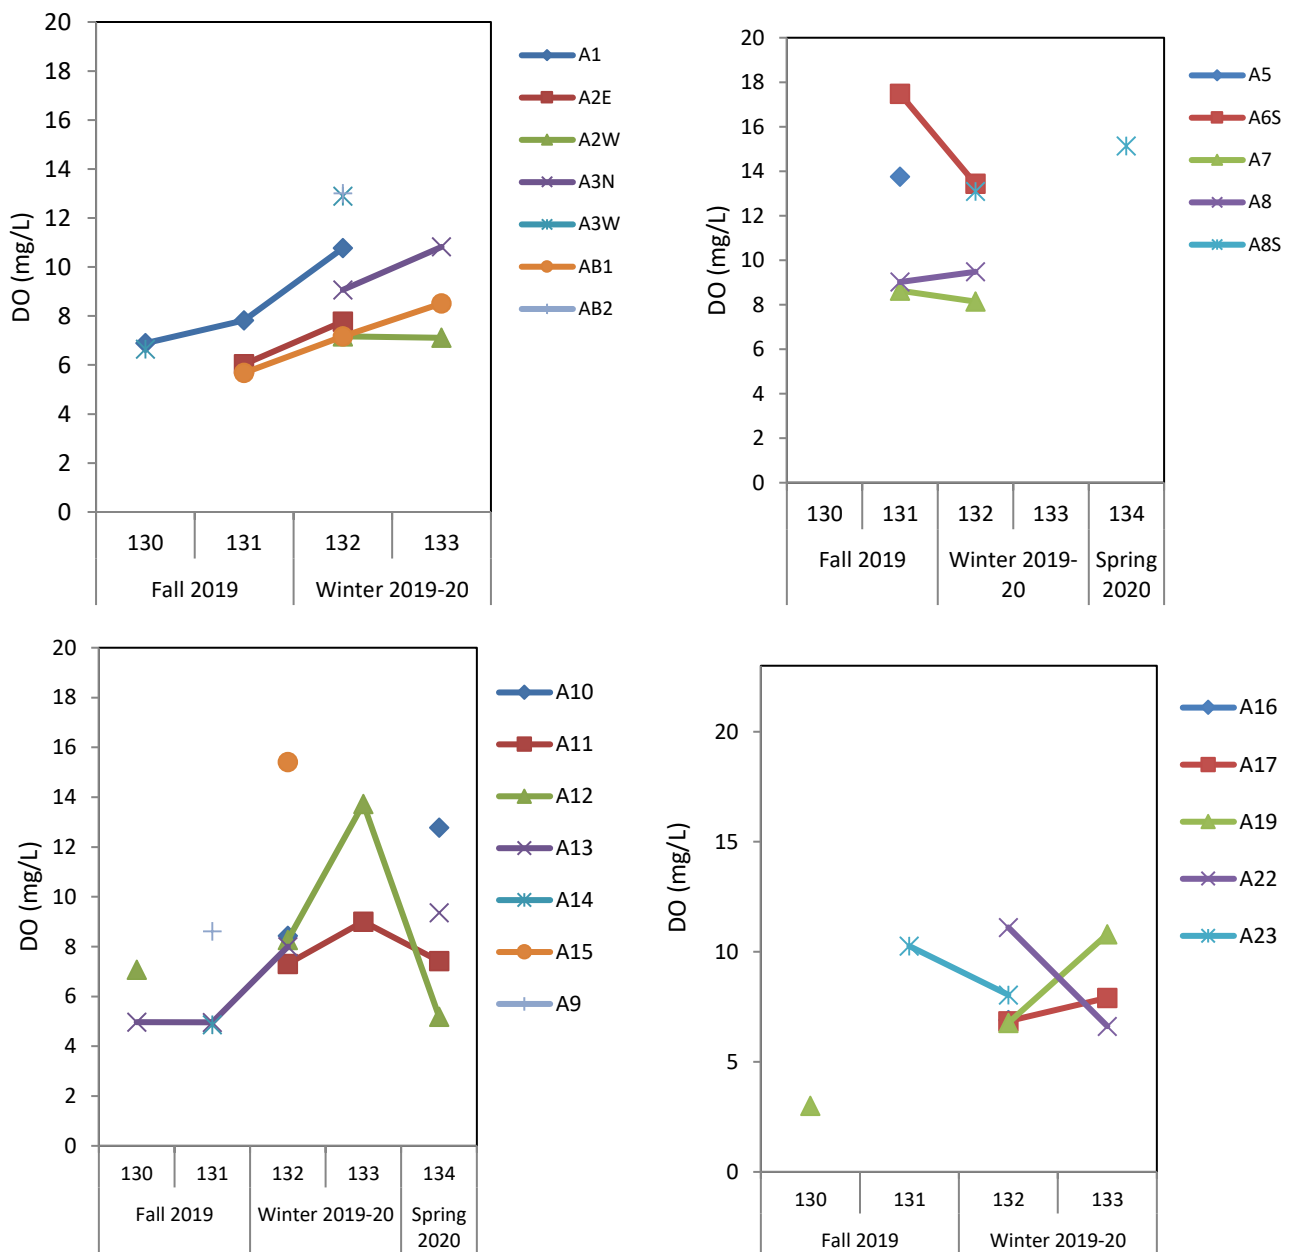 20
18
16
14
12
10
8
6
4
2
0
DO (mg/L)
130 131 132 133
Fall 2019 Winter 2019-20
A1
A2E
A2W
A3N
A3W
AB1
AB2
20
18
16
14
12
10
8
6
4
2
0
DO (mg/L)
130 131 132 133 134
Fall 2019 Winter 2019- Spring
20 2020
A5
A6S
A7
A8
A8S
20
18
16
14
12
10
8
6
4
2
0
DO (mg/L)
130 131 132 133 134
Fall 2019 Winter 2019-20 Spring
2020
A10
A11
A12
A13
A14
A15
A9
20
15
10
5
0
DO (mg/L)
130 131 132 133
Fall 2019 Winter 2019-20
A16
A17
A19
A22
A23